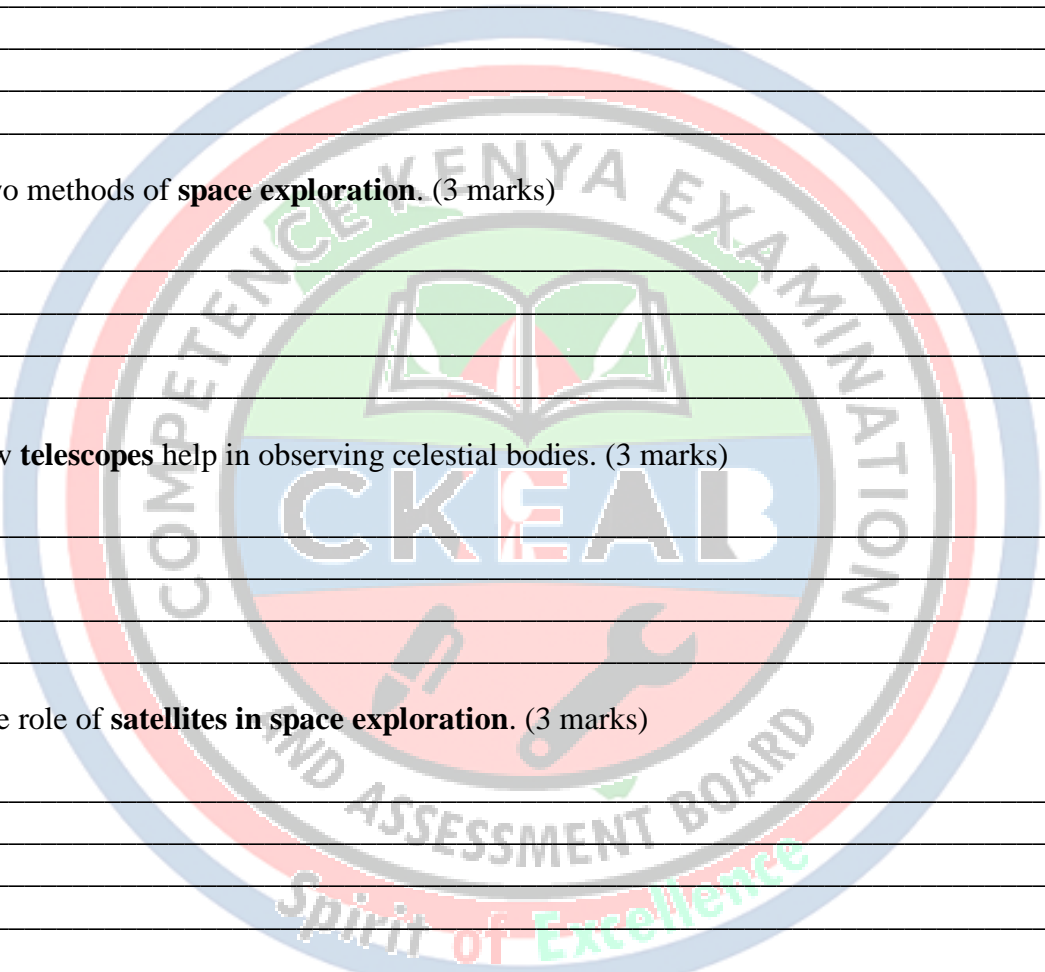 wo methods of space exploration. (3 marks)
w telescopes help in observing celestial bodies. (3 marks)
e role of satellites in space exploration. (3 marks)
COMPETENCE KENYA EXAMINATION
AND ASSESSMENT BOARD
CKEAB
Spirit of Excellence